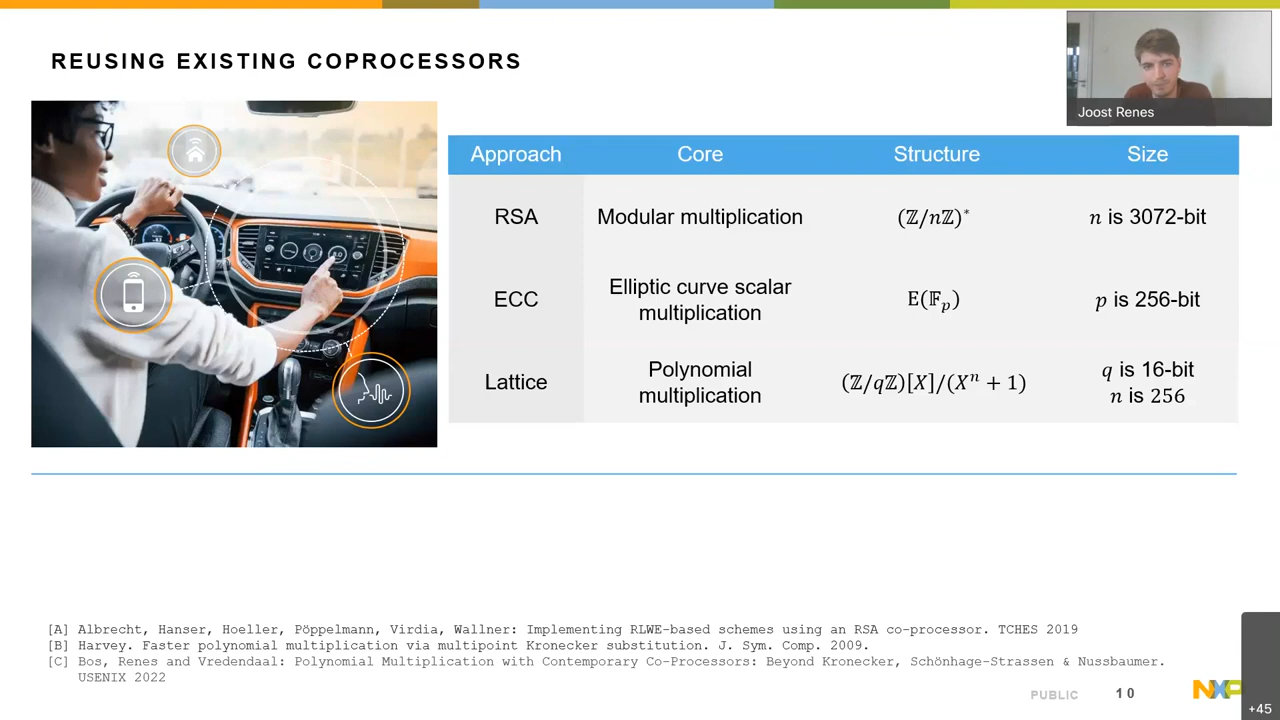 REUSING EXISTING COPROCESSORS
Joost Renes
Approach Core Structure Size
RSA Modular multiplication (ℤ/nℤ)* n is 3072-bit
ECC Elliptic curve scalar multiplication E(𝔽ₚ) p is 256-bit
Lattice Polynomial multiplication (ℤ/qℤ)[X]/(Xⁿ + 1) q is 16-bit n is 256
[A] Albrecht, Hanser, Hoeller, Pöppelmann, Virdia, Wallner: Implementing RLWE-based schemes using an RSA co-processor. TCHES 2019
[B] Harvey. Faster polynomial multiplication via multipoint Kronecker substitution. J. Sym. Comp. 2009.
[C] Bos, Renes and Vredendaal: Polynomial Multiplication with Contemporary Co-Processors: Beyond Kronecker, Schönhage-Strassen & Nussbaumer.
USENIX 2022
PUBLIC 10
NXP
+45